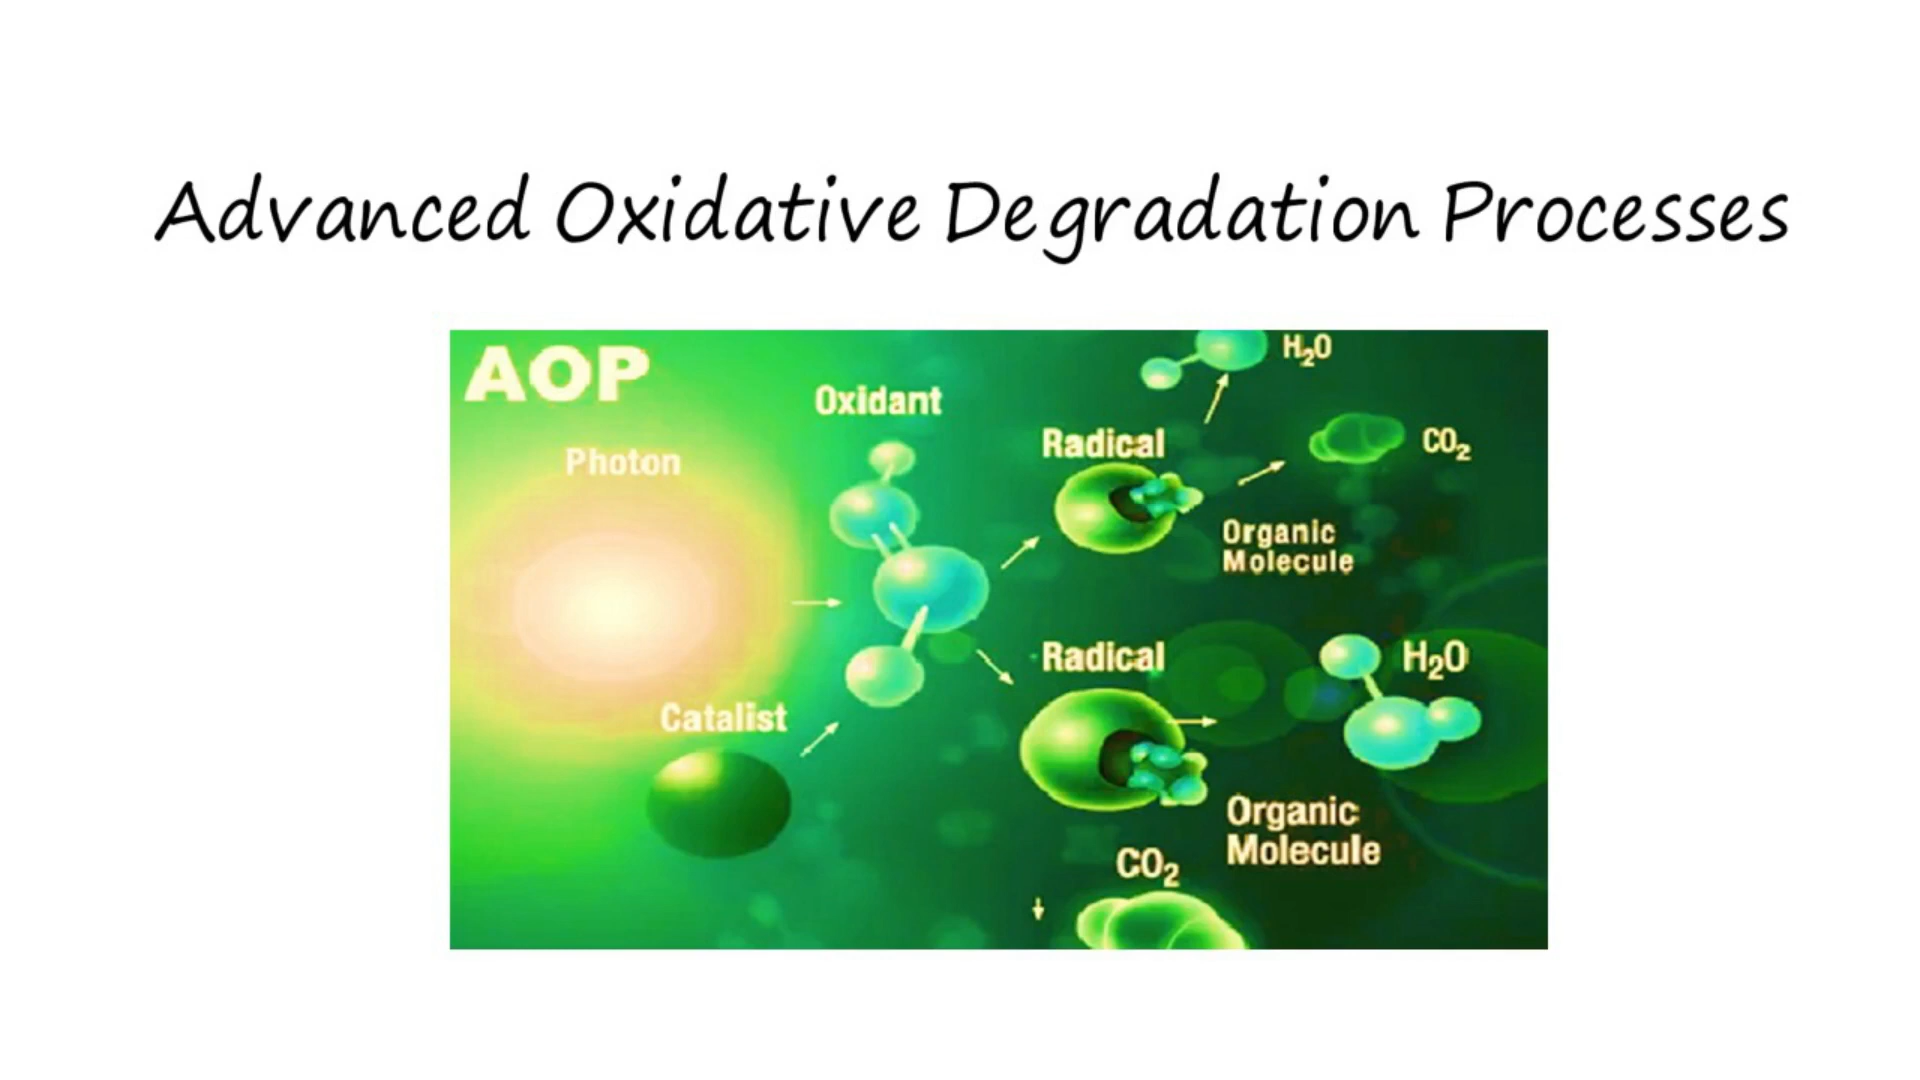 Advanced Oxidative Degradation Processes
AOP
H₂O
Oxidant
Radical
CO₂
Photon
Organic
Molecule
Radical
H₂O
Catalist
Organic
Molecule
CO₂